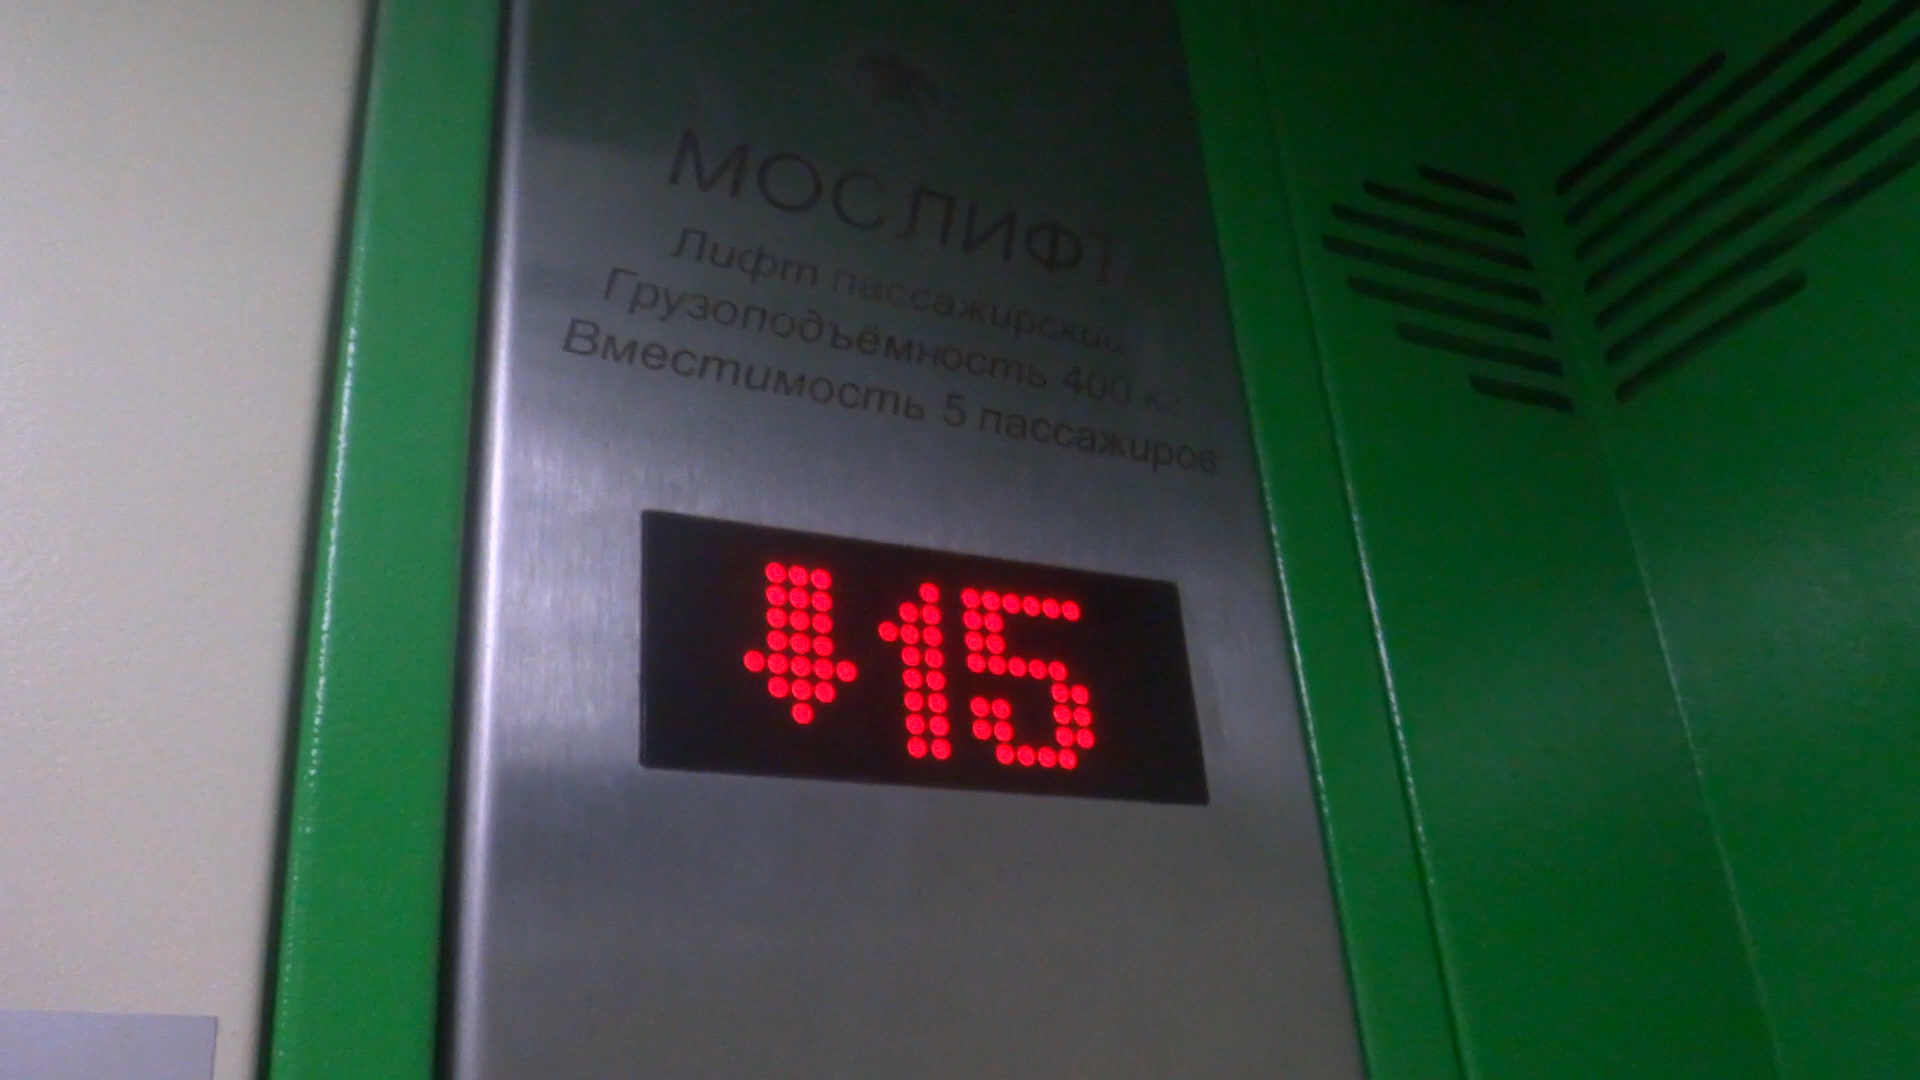 МОСЛИФТ
Лифт пассажирский
Грузоподъёмность 400 кг
Вместимость 5 пассажиров
↓15